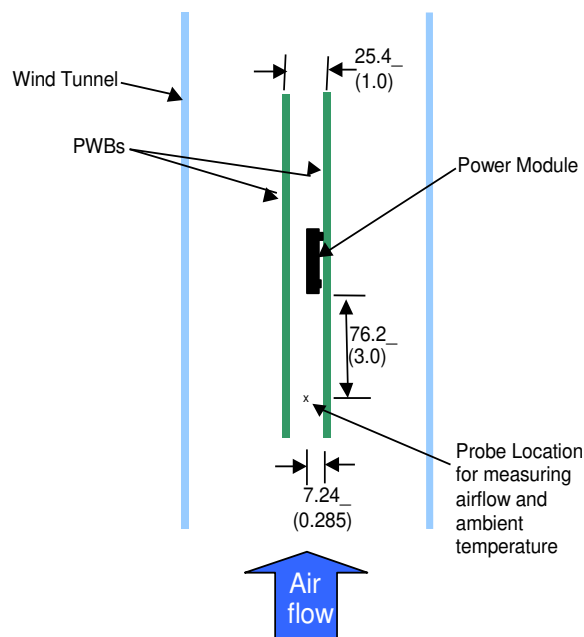 25.4_
(1.0)
Wind Tunnel
PWBs
Power Module
76.2_
(3.0)
x
Probe Location
for measuring
airflow and
ambient
temperature
7.24_
(0.285)
Air
flow